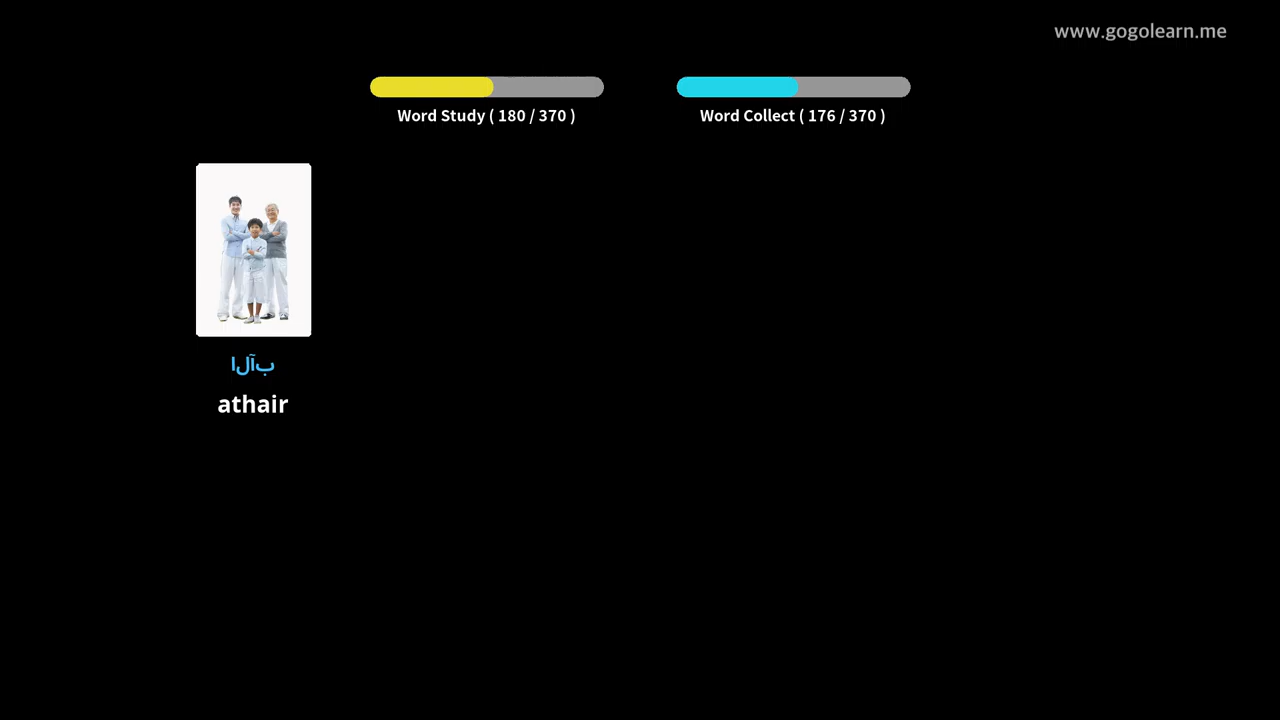 www.gogolearn.me
Word Study ( 180 / 370 )
Word Collect ( 176 / 370 )
بآلا
athair